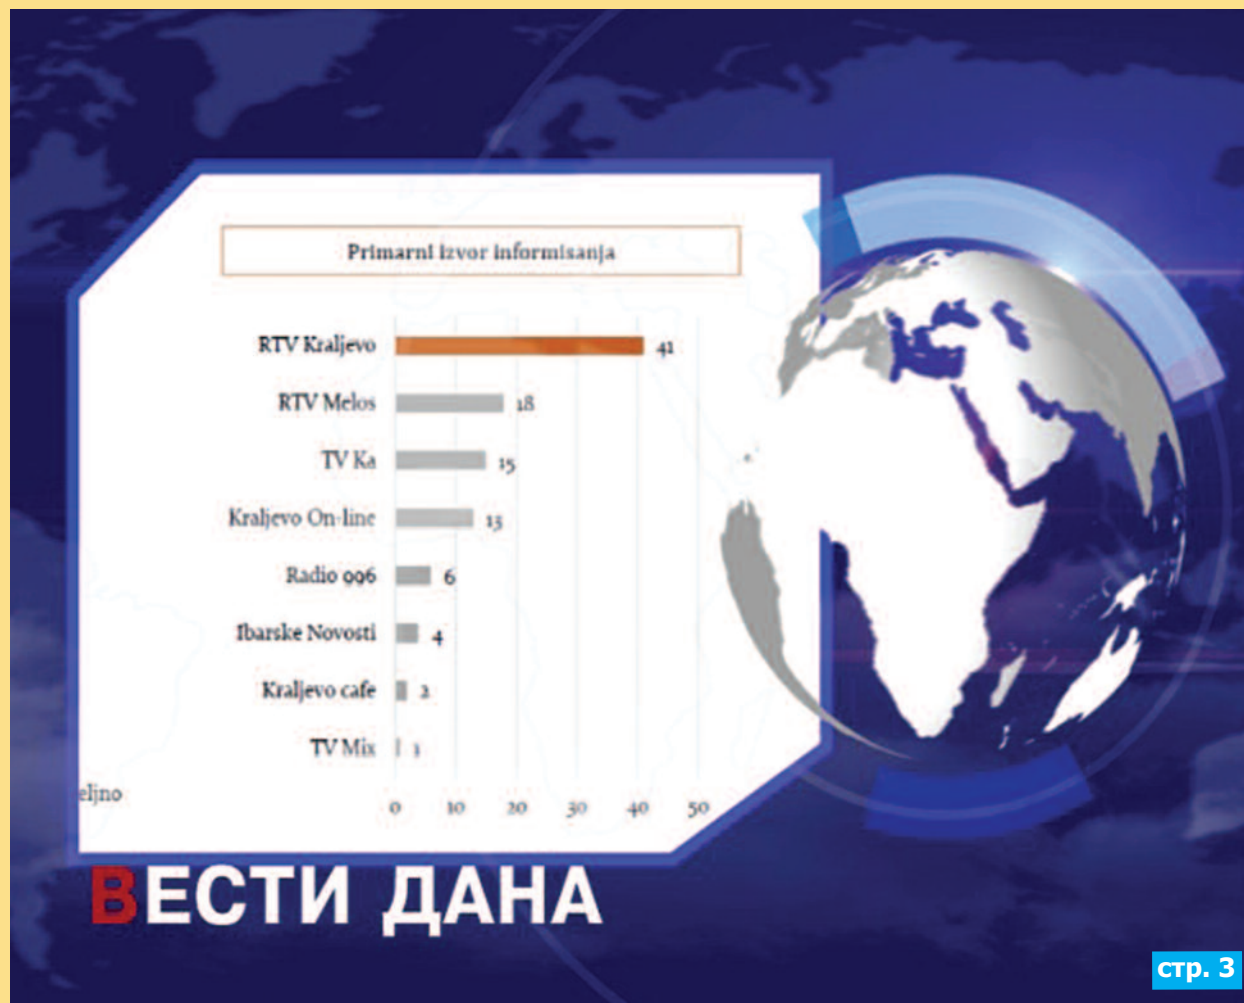 Primarni izvor informisanja
RTV Kraljevo 41
RTV Melos 18
TV Ka 15
Kraljevo On-line 13
Radio 996 6
Ibarske Novosti 4
Kraljevo cafe 2
TV Mix 1
eljno
0 10 20 30 40 50
ВЕСТИ ДАНА
стр. 3